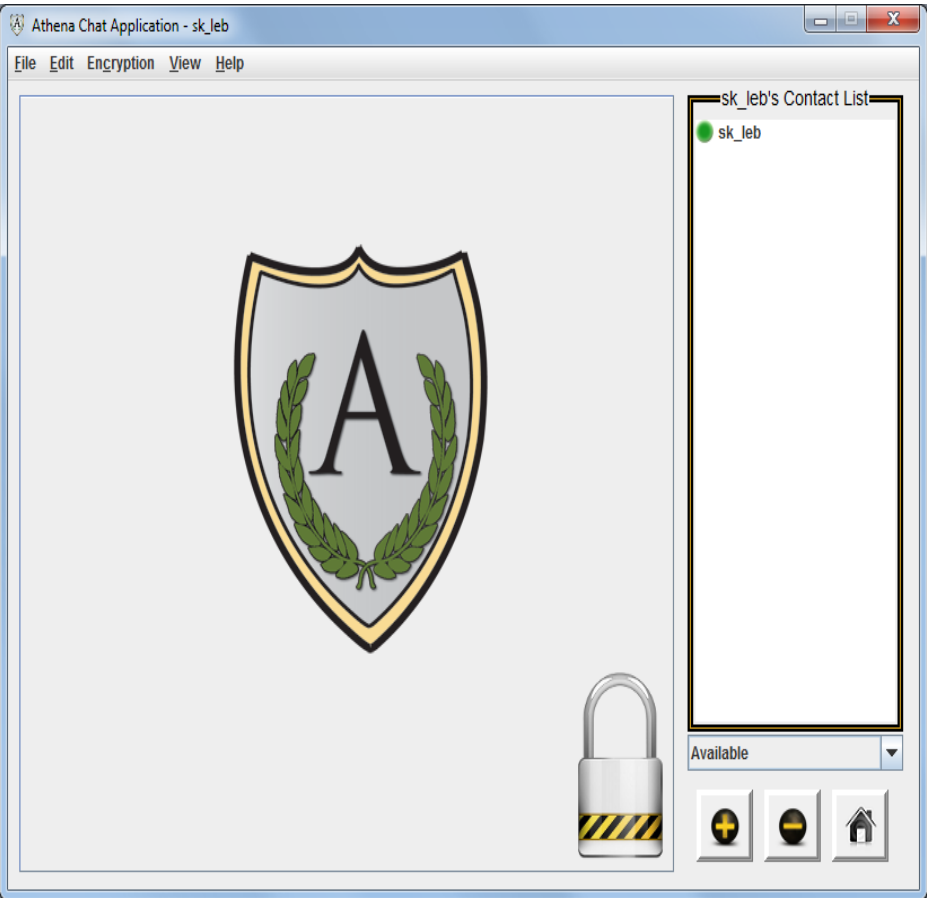 Athena Chat Application - sk_leb
File Edit Encryption View Help
sk_leb's Contact List
sk_leb
A
Available